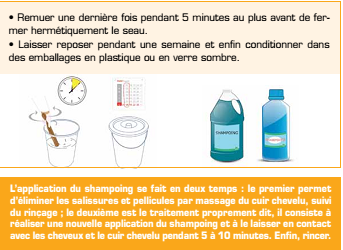 • Remuer une dernière fois pendant 5 minutes au plus avant de fer-
mer hermétiquement le seau.
• Laisser reposer pendant une semaine et enfin conditionner dans
des emballages en plastique ou en verre sombre.
SHAMPOING
L'application du shampoing se fait en deux temps : le premier permet
d'éliminer les salissures et pellicules par massage du cuir chevelu, suivi
du rinçage ; le deuxième est le traitement proprement dit, il consiste à
réaliser une nouvelle application du shampoing et à le laisser en contact
avec les cheveux et le cuir chevelu pendant 5 à 10 minutes. Enfin, rincer.